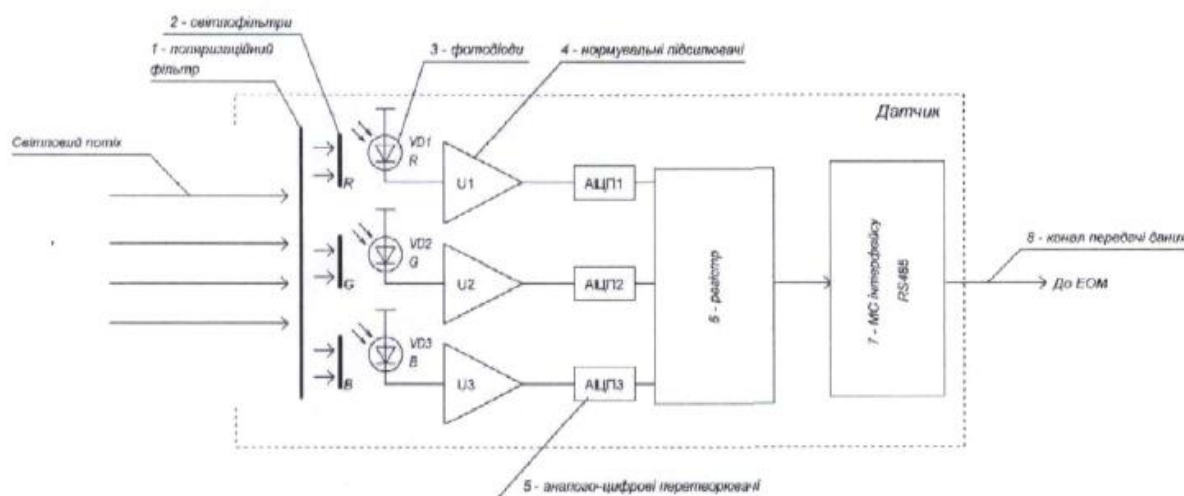 2 - світлофільтри
1 - поляризаційний
фільтр
3 - фотодіоди
4 - нормувальні підсилювачі
Датчик
Світловий потік
VD1
R
R
U1
АЦП1
VD2
G
G
U2
АЦП2
VD3
B
B
U3
АЦП3
6 - регістр
7 - МС інтерфейсу
RS485
8 - канал передачі даних
До ЕОМ
5 - аналого-цифрові перетворювачі